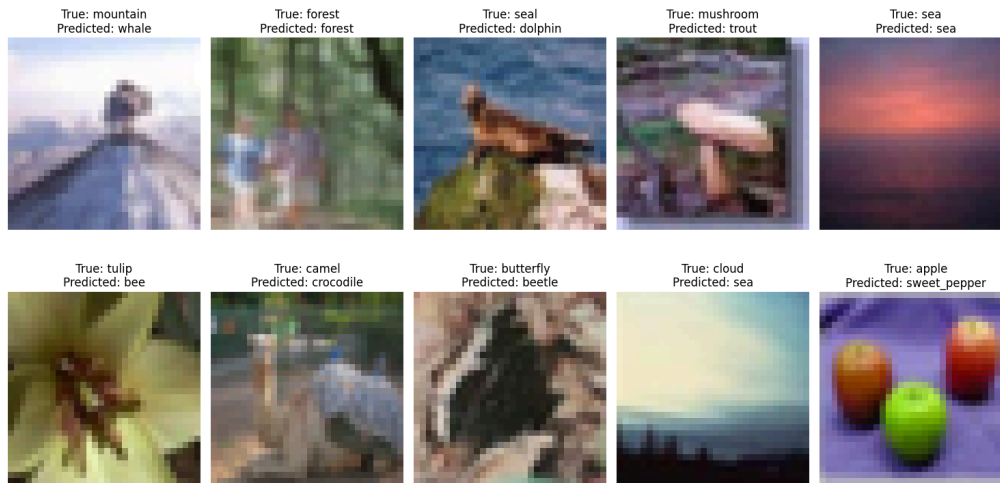 True: mountain
Predicted: whale
True: forest
Predicted: forest
True: seal
Predicted: dolphin
True: mushroom
Predicted: trout
True: sea
Predicted: sea
True: tulip
Predicted: bee
True: camel
Predicted: crocodile
True: butterfly
Predicted: beetle
True: cloud
Predicted: sea
True: apple
Predicted: sweet_pepper